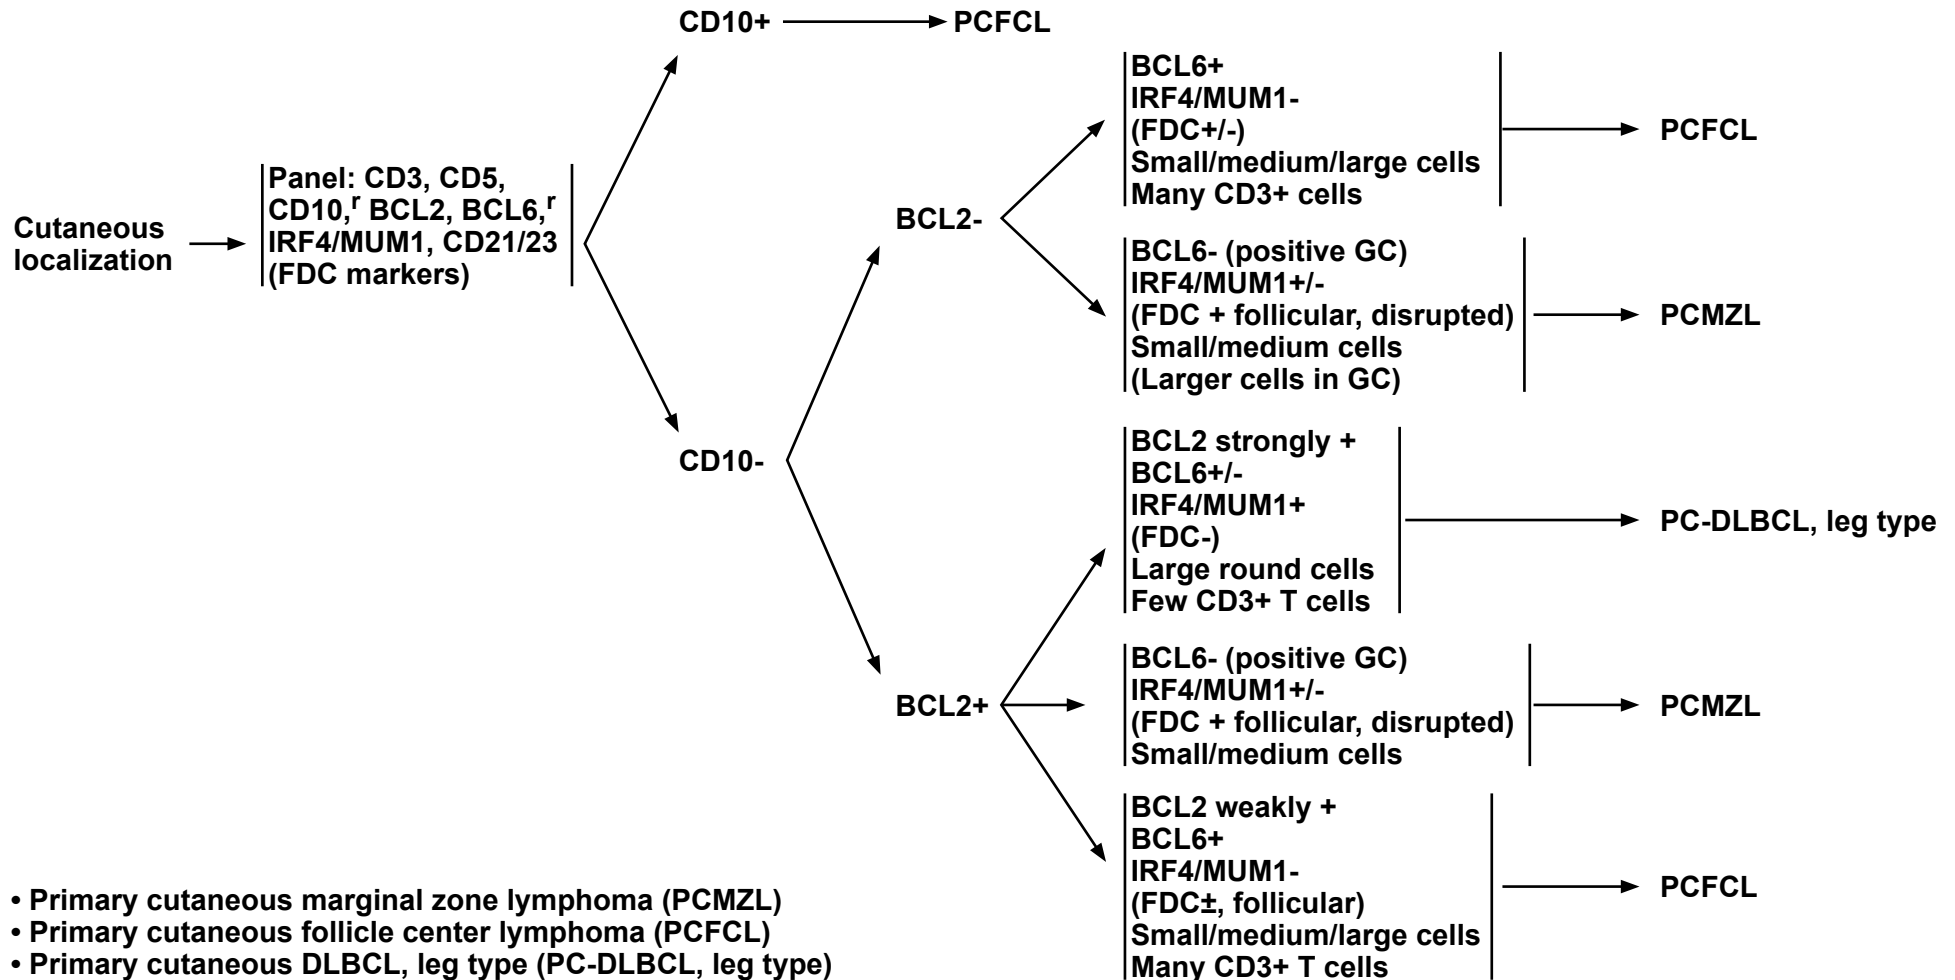 CD10+
PCFCL
BCL6+
IRF4/MUM1-
(FDC+/-)
Small/medium/large cells
Many CD3+ cells
PCFCL
Cutaneous
localization
Panel: CD3, CD5,
CD10,r BCL2, BCL6,r
IRF4/MUM1, CD21/23
(FDC markers)
BCL2-
BCL6- (positive GC)
IRF4/MUM1+/-
(FDC + follicular, disrupted)
Small/medium cells
(Larger cells in GC)
PCMZL
CD10-
BCL2 strongly +
BCL6+/-
IRF4/MUM1+
(FDC-)
Large round cells
Few CD3+ T cells
PC-DLBCL, leg type
BCL2+
BCL6- (positive GC)
IRF4/MUM1+/-
(FDC + follicular, disrupted)
Small/medium cells
PCMZL
BCL2 weakly +
BCL6+
IRF4/MUM1-
(FDC±, follicular)
Small/medium/large cells
Many CD3+ T cells
PCFCL
• Primary cutaneous marginal zone lymphoma (PCMZL)
• Primary cutaneous follicle center lymphoma (PCFCL)
• Primary cutaneous DLBCL, leg type (PC-DLBCL, leg type)